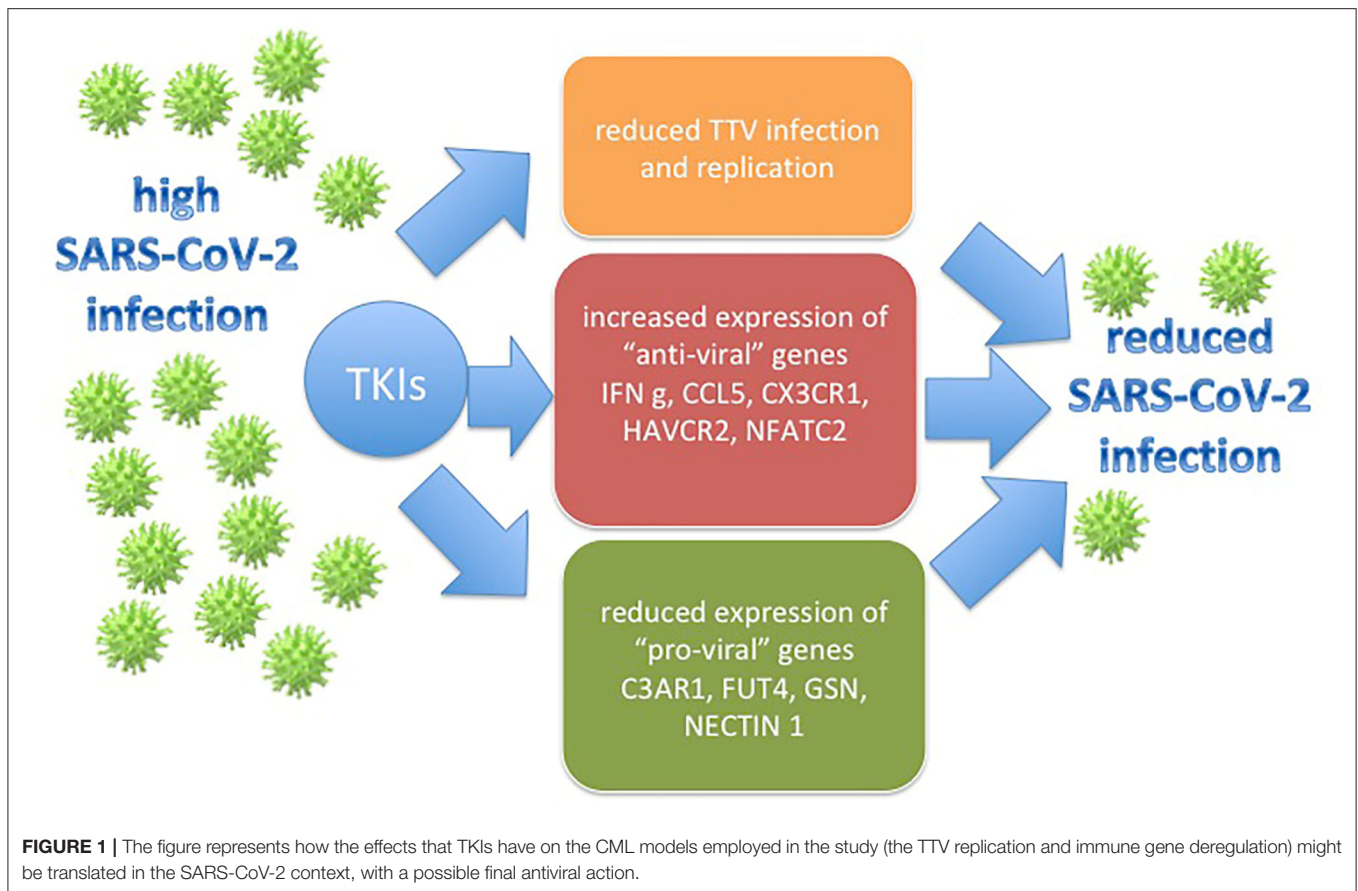 high
SARS-CoV-2
infection
TKIs
reduced TTV infection
and replication
increased expression of
“anti-viral” genes
IFN g, CCL5, CX3CR1,
HAVCR2, NFATC2
reduced expression of
“pro-viral” genes
C3AR1, FUT4, GSN,
NECTIN 1
reduced
SARS-CoV-2
infection
FIGURE 1 | The figure represents how the effects that TKIs have on the CML models employed in the study (the TTV replication and immune gene deregulation) might
be translated in the SARS-CoV-2 context, with a possible final antiviral action.